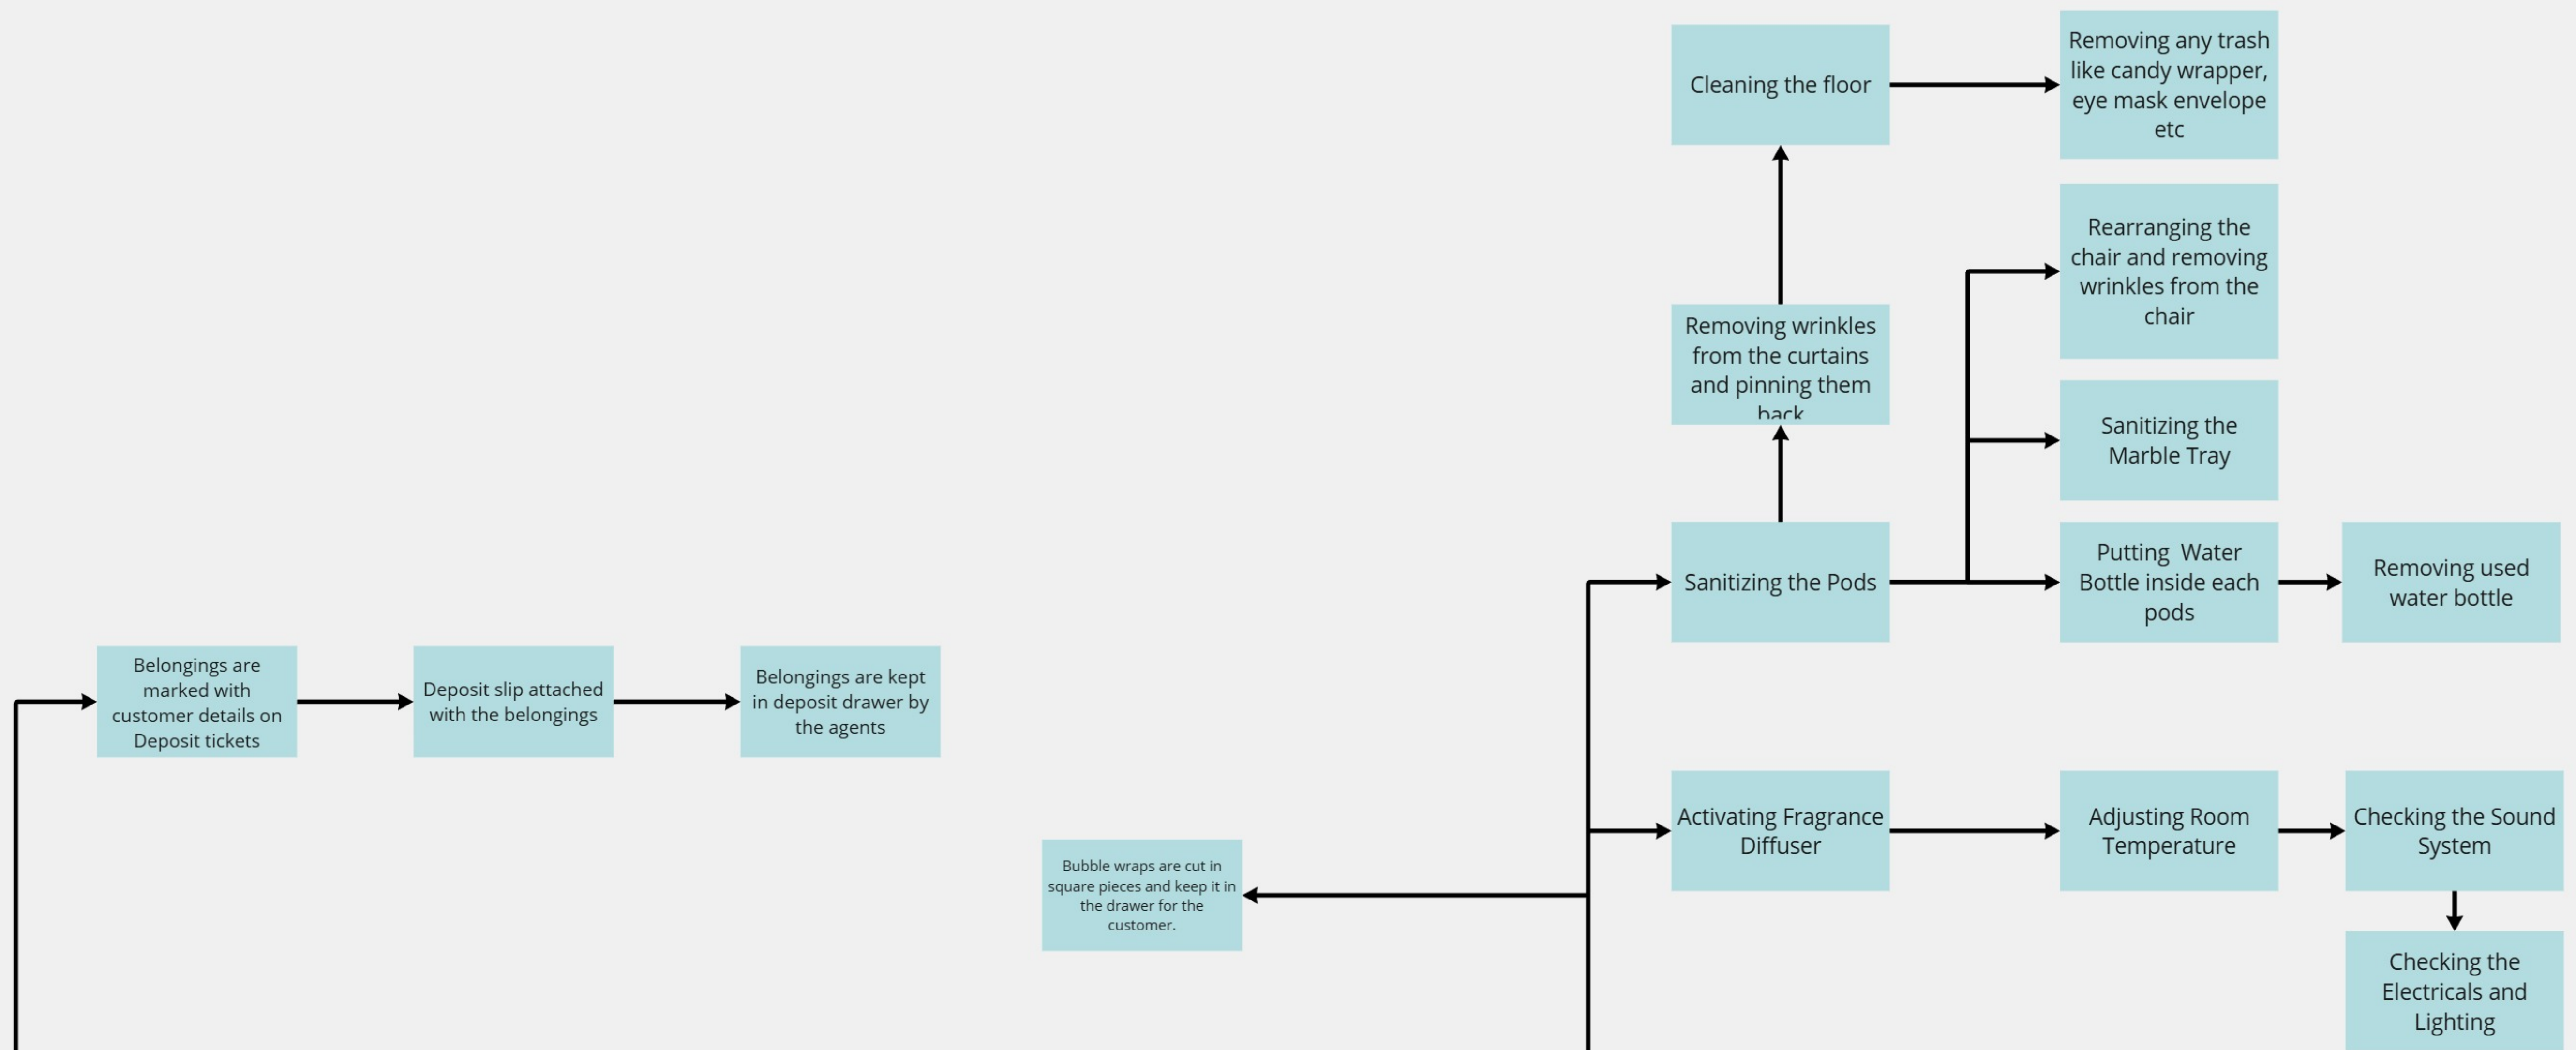 Cleaning the floor
Removing any trash
like candy wrapper,
eye mask envelope
etc
Rearranging the
chair and removing
wrinkles from the
chair
Removing wrinkles
from the curtains
and pinning them
back
Sanitizing the
Marble Tray
Sanitizing the Pods
Putting Water
Bottle inside each
pods
Removing used
water bottle
Belongings are
marked with
customer details on
Deposit tickets
Deposit slip attached
with the belongings
Belongings are kept
in deposit drawer by
the agents
Activating Fragrance
Diffuser
Adjusting Room
Temperature
Checking the Sound
System
Bubble wraps are cut in
square pieces and keep it in
the drawer for the
customer.
Checking the
Electricals and
Lighting